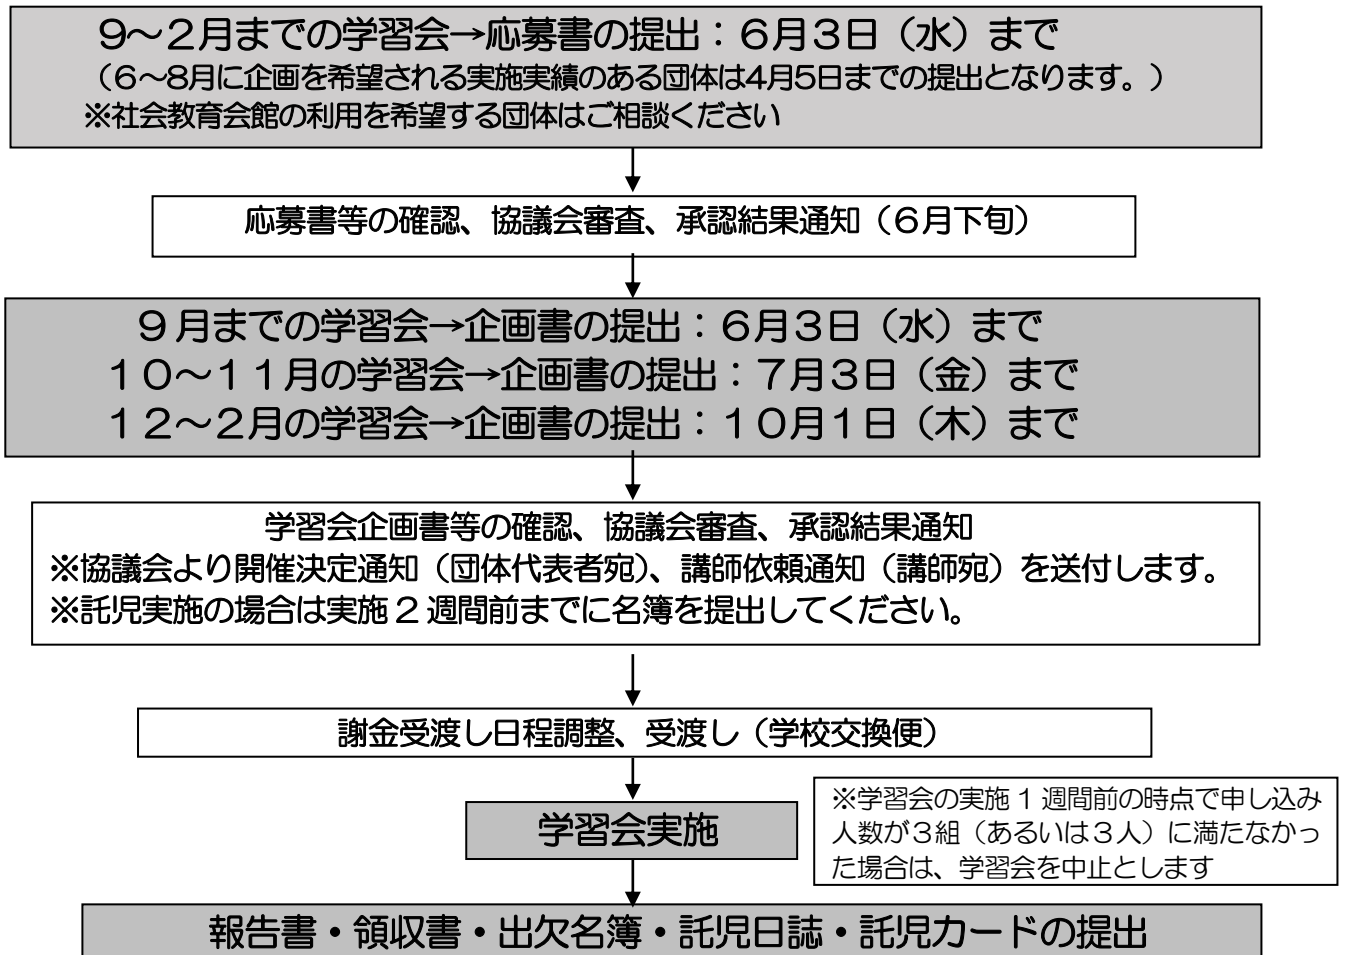 ９～２月までの学習会→応募書の提出：６月３日（水）まで
（６～８月に企画を希望される実施実績のある団体は４月５日までの提出となります。）
※社会教育会館の利用を希望する団体はご相談ください
応募書等の確認、協議会審査、承認結果通知（６月下旬）
９月までの学習会→企画書の提出：６月３日（水）まで
１０～１１月の学習会→企画書の提出：７月３日（金）まで
１２～２月の学習会→企画書の提出：１０月１日（木）まで
学習会企画書等の確認、協議会審査、承認結果通知
※協議会より開催決定通知（団体代表者宛）、講師依頼通知（講師宛）を送付します。
※託児実施の場合は実施２週間前までに名簿を提出してください。
謝金受渡し日程調整、受渡し（学校交換便）
学習会実施
※学習会の実施１週間前の時点で申し込み
人数が３組（あるいは３人）に満たなかっ
た場合は、学習会を中止とします
報告書・領収書・出欠名簿・託児日誌・託児カードの提出